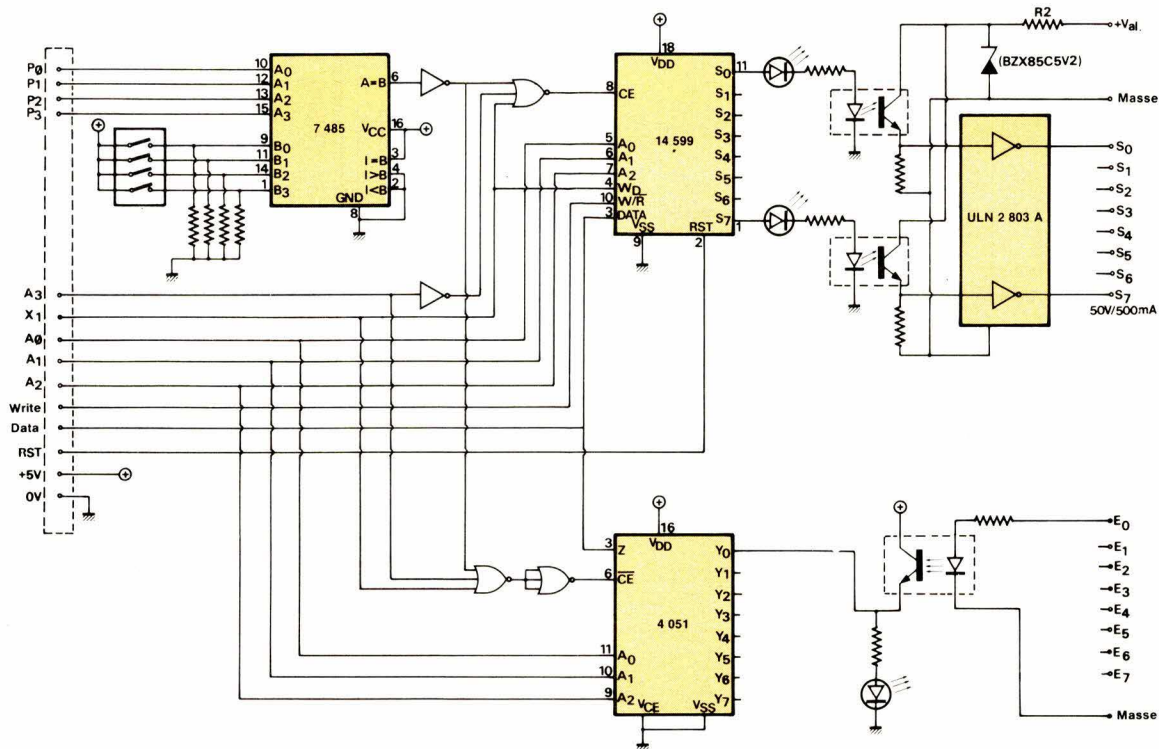 PØ
P1
P2
P3
10 A0
12 A1
13 A2
15 A3
9 B0
11 B1
14 B2
1 B3
A=B 6
7 485
16
VCC
3
I=B
4
I>B
2
I<B
GND
8
18
VDD
8 CE
14 599
5 A0
6 A1
7 A2
4 WD
10 W/R
3 DATA
VSS
9
RST
2
S0 11
S1
S2
S3
S4
S5
S6
S7
1
R2
+Val.
(BZX85C5V2)
Masse
ULN 2 803 A
S0
S1
S2
S3
S4
S5
S6
S7
50V/500mA
A3
X1
AØ
A1
A2
Write
Data
RST
+5V
0V
16
VDD
3 Z
6 CE
4 051
11 A0
10 A1
9 A2
VCE
VSS
Y0
Y1
Y2
Y3
Y4
Y5
Y6
Y7
E0
E1
E2
E3
E4
E5
E6
E7
Masse